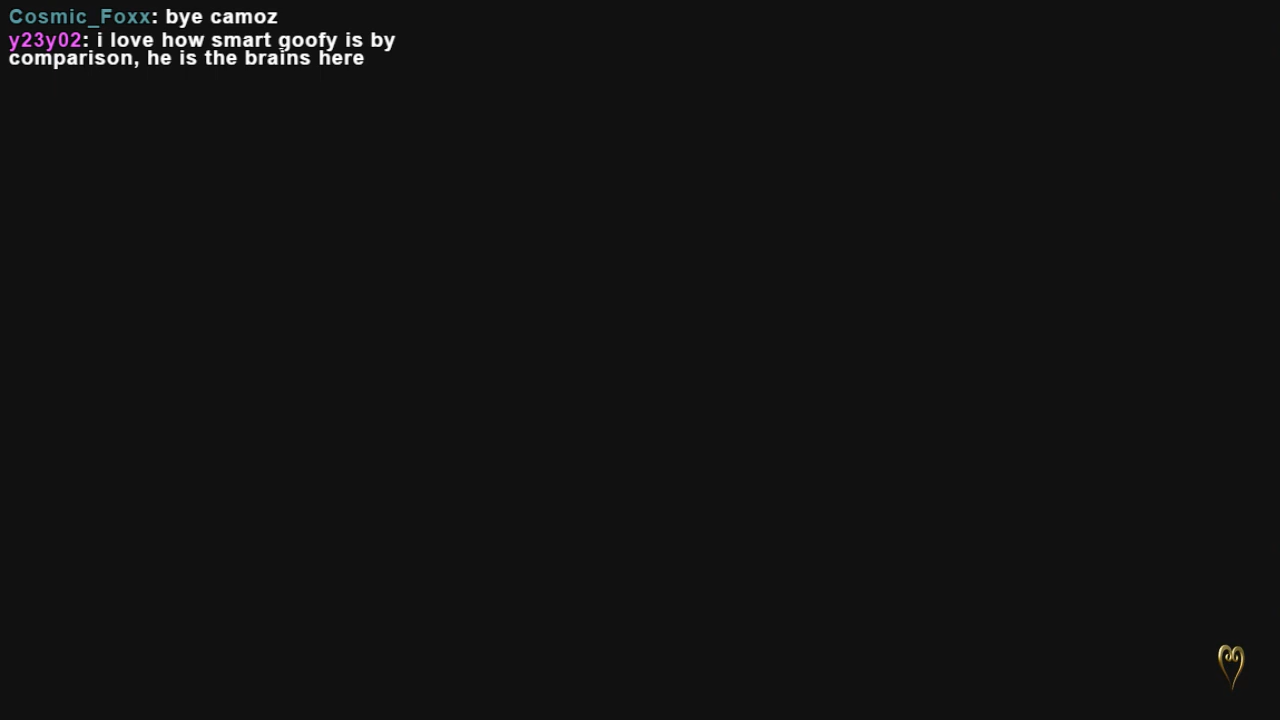 Cosmic_Foxx: bye camoz
y23y02: i love how smart goofy is by
comparison, he is the brains here